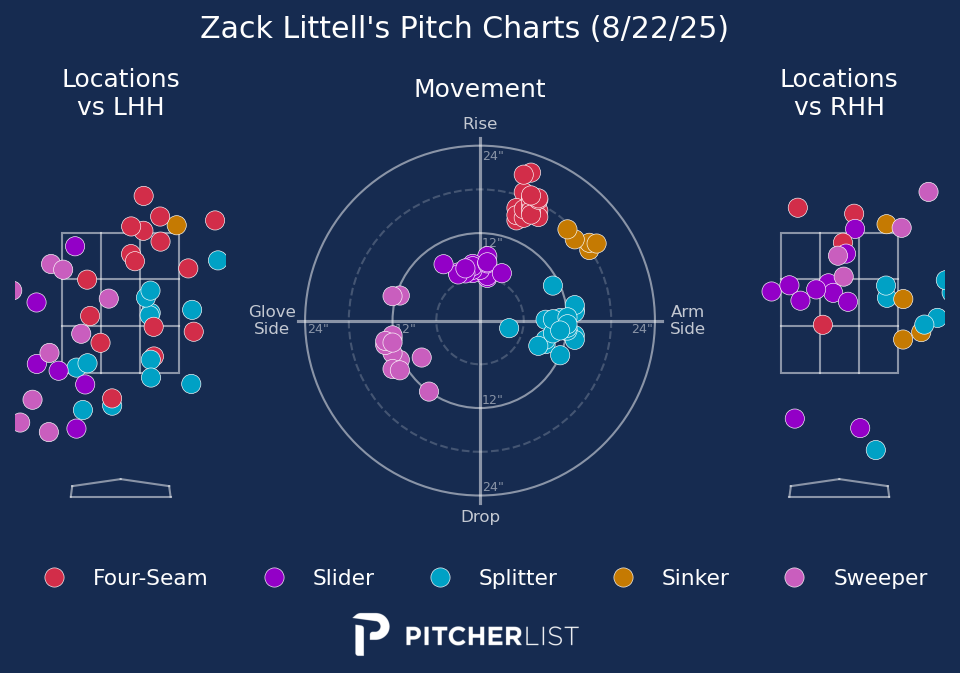 Zack Littell's Pitch Charts (8/22/25)
Locations
vs LHH
Movement
Locations
vs RHH
Rise
24"
12"
Glove
Side
24"
12"
24"
Arm
Side
12"
24"
Drop
Four-Seam
Slider
Splitter
Sinker
Sweeper
PITCHERLIST